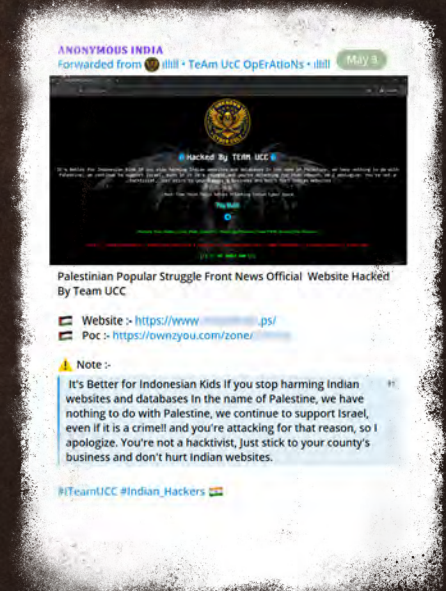 ANONYMOUS INDIA
Forwarded from ıllıll • TeAm UcC OpErAtIoNs • ıllıll
May 8
Hacked By TEAM UCC
Palestinian Popular Struggle Front News Official Website Hacked
By Team UCC
Website :- https://www .ps/
Poc :- https://ownzyou.com/zone/
Note :-
It's Better for Indonesian Kids If you stop harming Indian
websites and databases In the name of Palestine, we have
nothing to do with Palestine, we continue to support Israel,
even if it is a crime!! and you're attacking for that reason, so I
apologize. You're not a hacktivist, Just stick to your county's
business and don't hurt Indian websites.
#ITeamUCC #Indian_Hackers